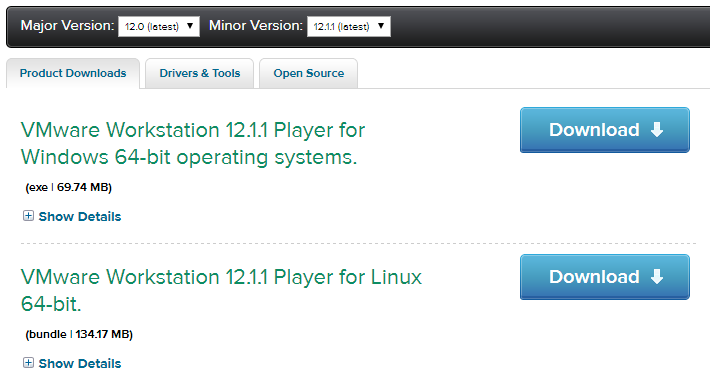 Major Version: 12.0 (latest) Minor Version: 12.1.1 (latest)
Product Downloads Drivers & Tools Open Source
VMware Workstation 12.1.1 Player for
Windows 64-bit operating systems.
Download
(exe | 69.74 MB)
Show Details
VMware Workstation 12.1.1 Player for Linux
64-bit.
Download
(bundle | 134.17 MB)
Show Details